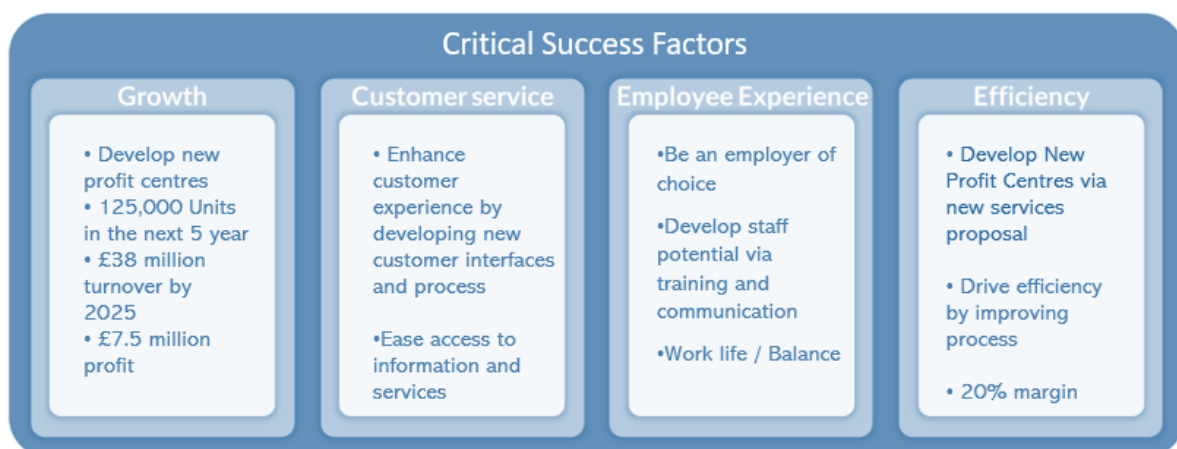 Critical Success Factors
Growth
• Develop new
profit centres
• 125,000 Units
in the next 5 year
• £38 million
turnover by
2025
• £7.5 million
profit
Customer service
• Enhance
customer
experience by
developing new
customer interfaces
and process
•Ease access to
information and
services
Employee Experience
•Be an employer of
choice
•Develop staff
potential via
training and
communication
•Work life / Balance
Efficiency
• Develop New
Profit Centres via
new services
proposal
• Drive efficiency
by improving
process
• 20% margin